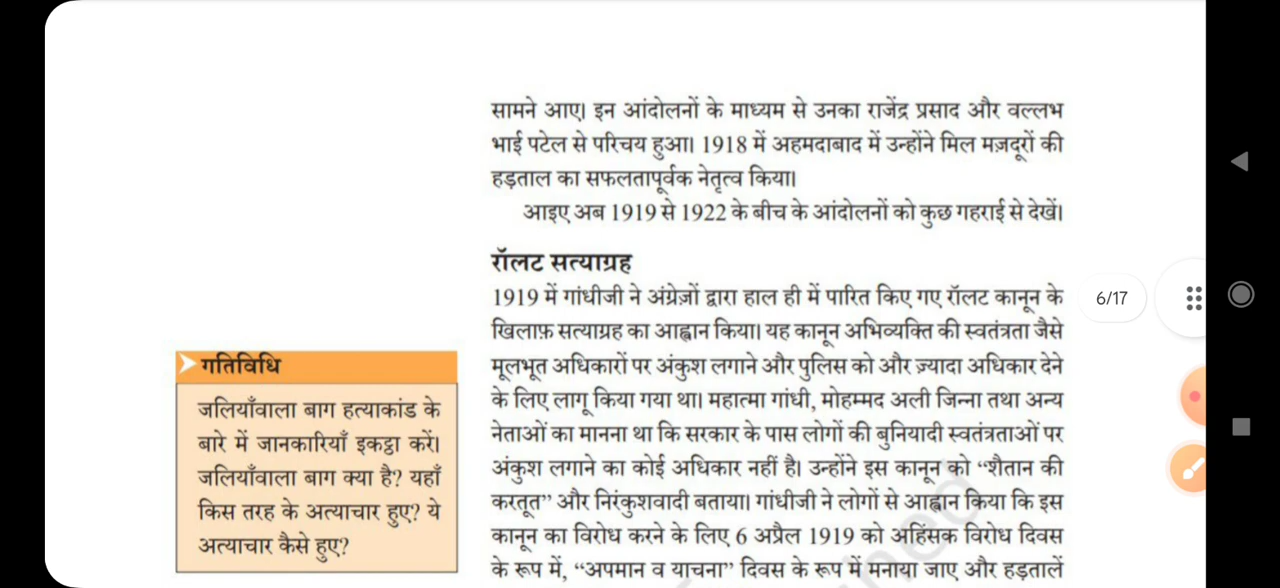 सामने आए। इन आंदोलनों के माध्यम से उनका राजेंद्र प्रसाद और वल्लभ
भाई पटेल से परिचय हुआ। 1918 में अहमदाबाद में उन्होंने मिल मज़दूरों की
हड़ताल का सफलतापूर्वक नेतृत्व किया।
आइए अब 1919 से 1922 के बीच के आंदोलनों को कुछ गहराई से देखें।
रॉलट सत्याग्रह
1919 में गांधीजी ने अंग्रेज़ों द्वारा हाल ही में पारित किए गए रॉलट कानून के
खिलाफ़ सत्याग्रह का आह्वान किया। यह कानून अभिव्यक्ति की स्वतंत्रता जैसे
मूलभूत अधिकारों पर अंकुश लगाने और पुलिस को और ज़्यादा अधिकार देने
के लिए लागू किया गया था। महात्मा गांधी, मोहम्मद अली जिन्ना तथा अन्य
नेताओं का मानना था कि सरकार के पास लोगों की बुनियादी स्वतंत्रताओं पर
अंकुश लगाने का कोई अधिकार नहीं है। उन्होंने इस कानून को “शैतान की
करतूत” और निरंकुशवादी बताया। गांधीजी ने लोगों से आह्वान किया कि इस
कानून का विरोध करने के लिए 6 अप्रैल 1919 को अहिंसक विरोध दिवस
के रूप में, “अपमान व याचना” दिवस के रूप में मनाया जाए और हड़तालें
गतिविधि
जलियाँवाला बाग हत्याकांड के
बारे में जानकारियाँ इकट्ठा करें।
जलियाँवाला बाग क्या है? यहाँ
किस तरह के अत्याचार हुए? ये
अत्याचार कैसे हुए?
6/17